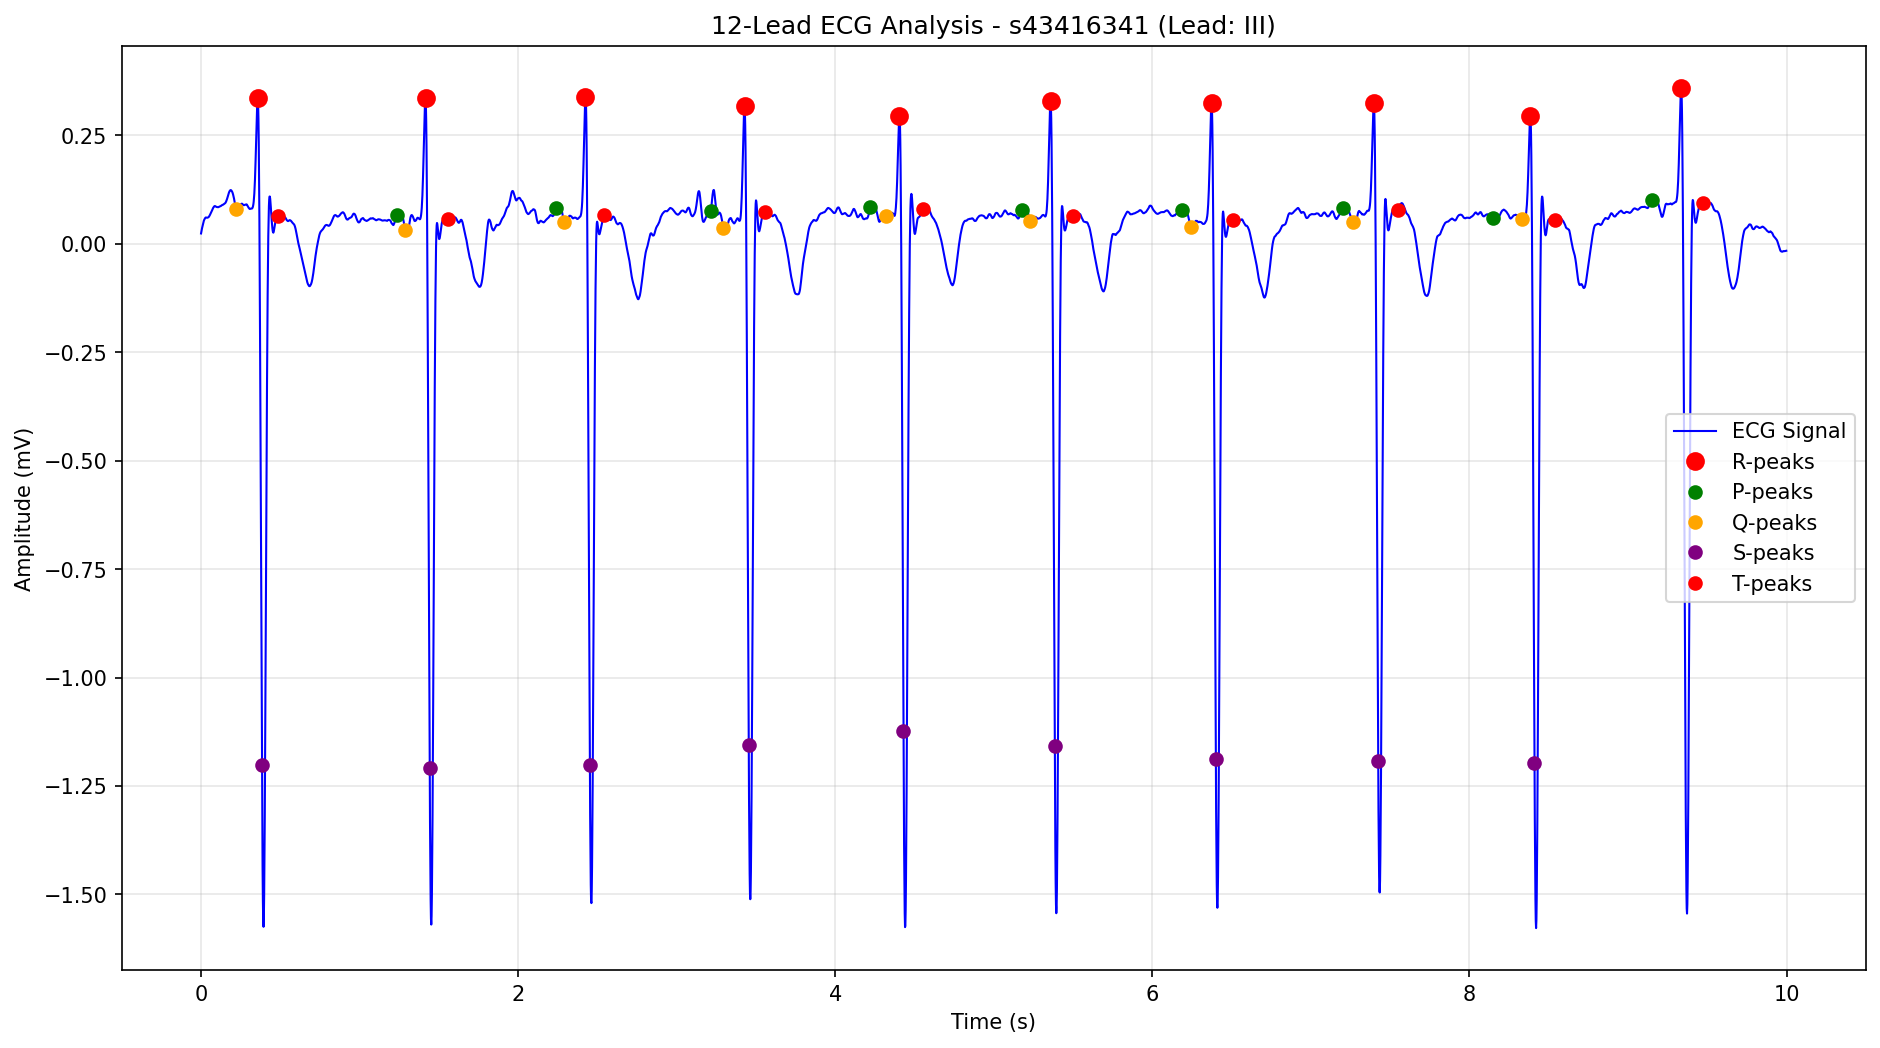 12-Lead ECG Analysis - s43416341 (Lead: III)
Amplitude (mV)
0.25
0.00
−0.25
−0.50
−0.75
−1.00
−1.25
−1.50
ECG Signal
R-peaks
P-peaks
Q-peaks
S-peaks
T-peaks
0 2 4 6 8 10
Time (s)